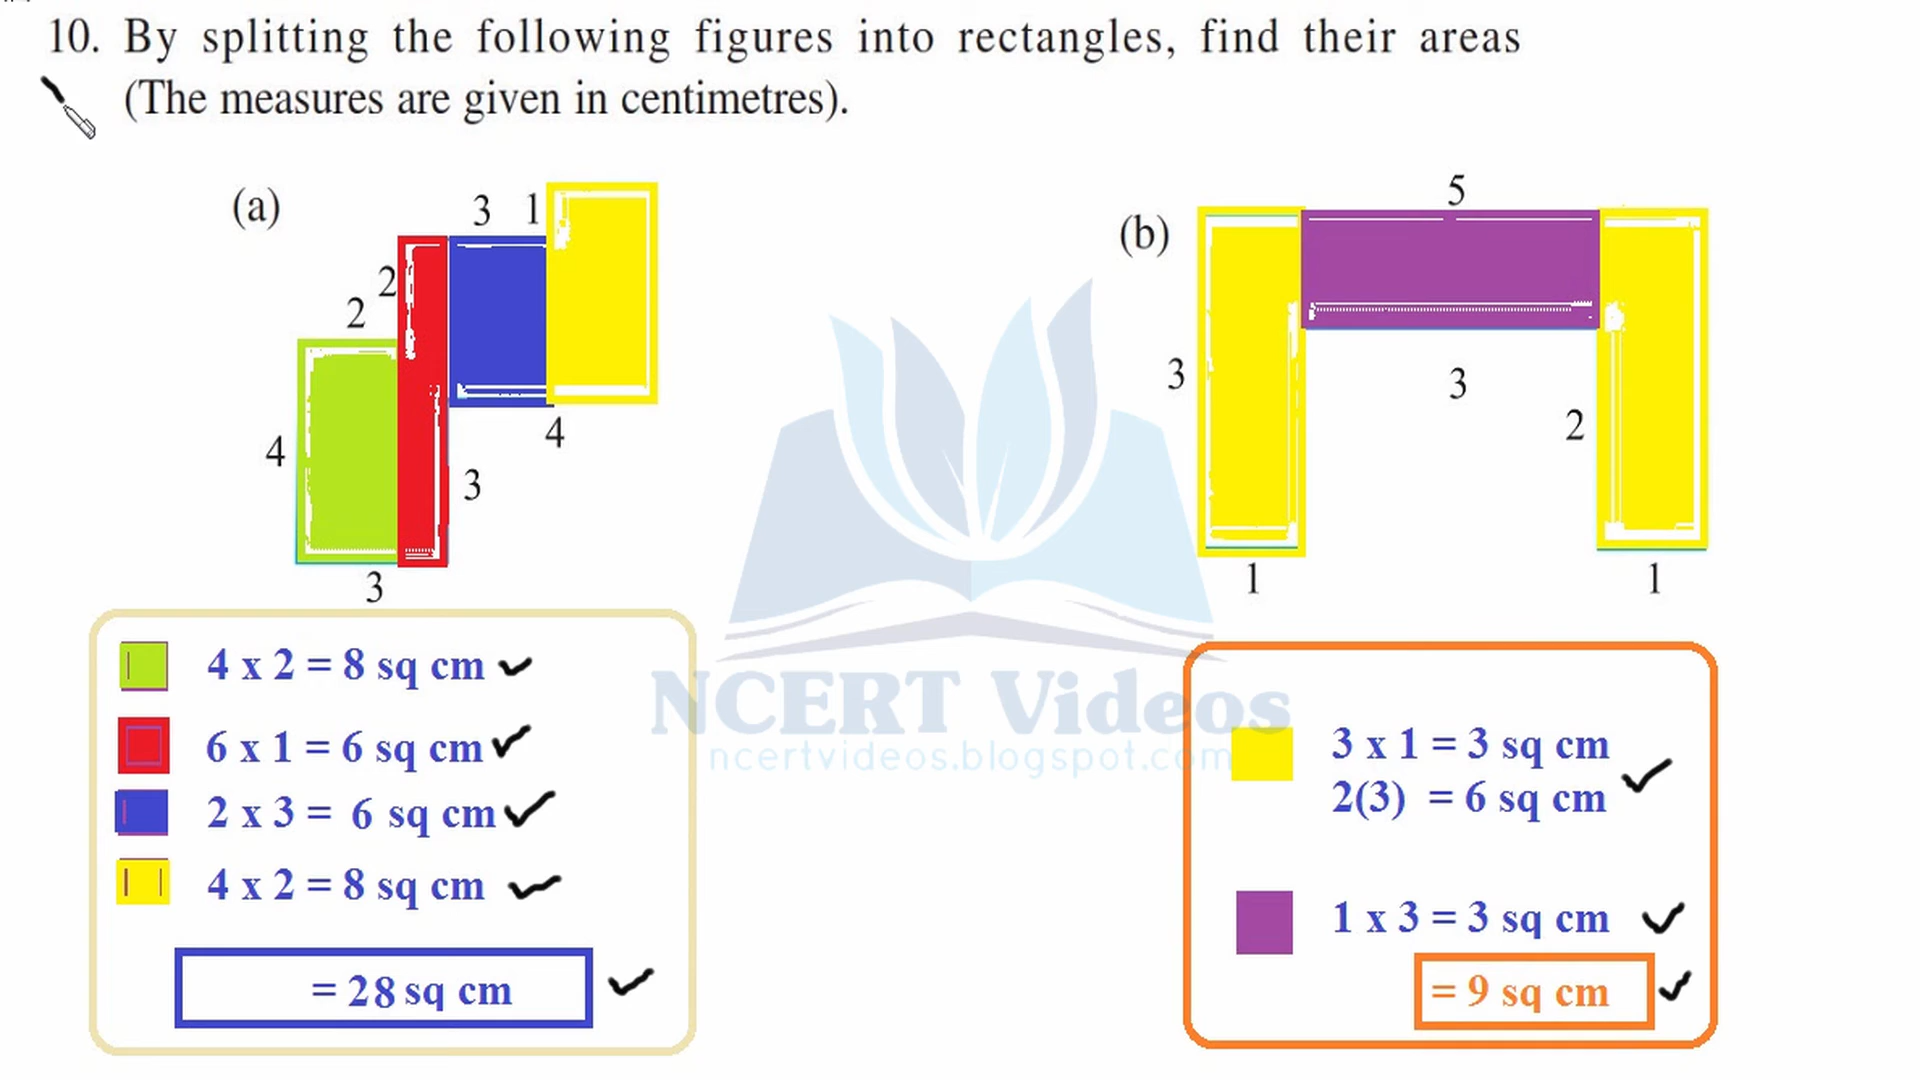 10. By splitting the following figures into rectangles, find their areas
(The measures are given in centimetres).
(a)
3 1
2
2
4
4
3
3
(b)
5
3
3
2
1
1
4 x 2 = 8 sq cm
6 x 1 = 6 sq cm
2 x 3 = 6 sq cm
4 x 2 = 8 sq cm
= 28 sq cm
NCERT Videos
ncertvideos.blogspot.com
3 x 1 = 3 sq cm
2(3) = 6 sq cm
1 x 3 = 3 sq cm
= 9 sq cm